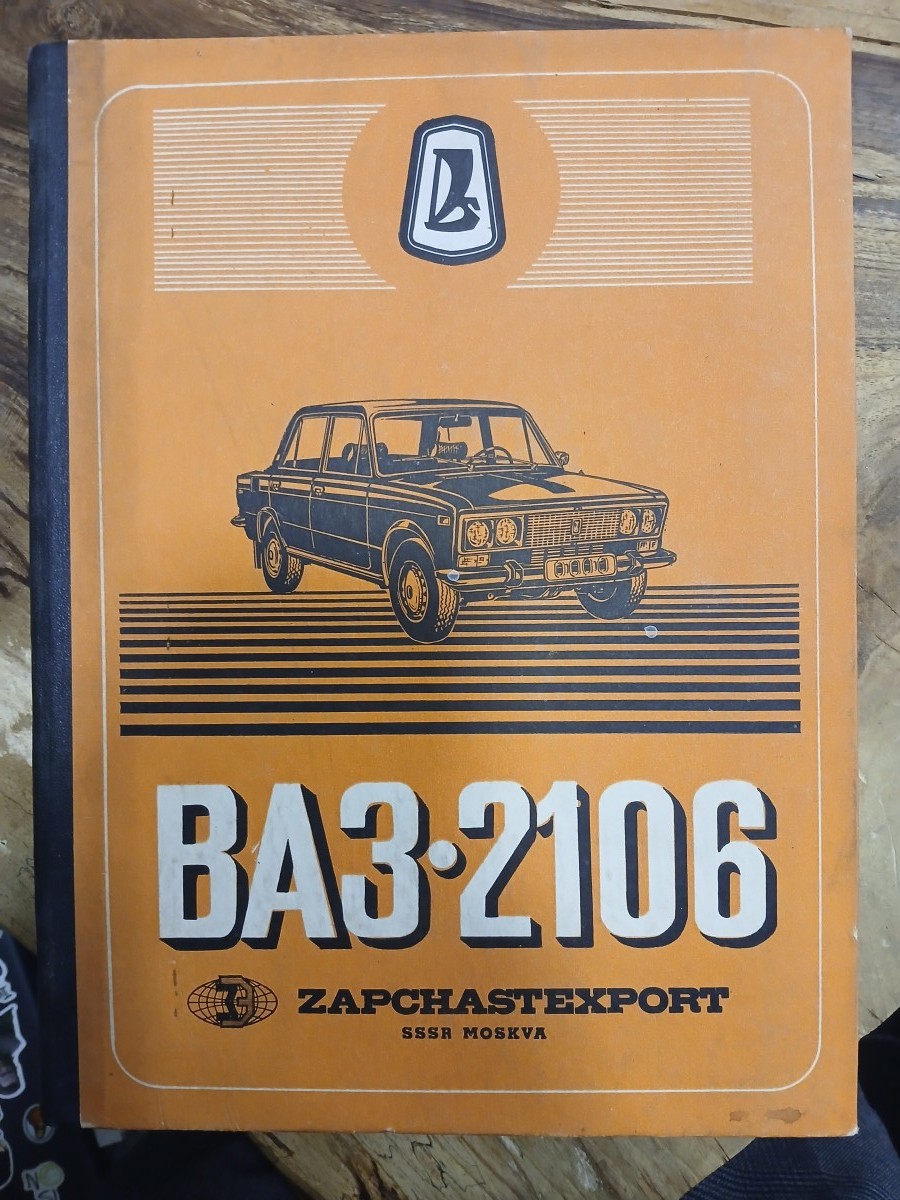 ВАЗ·2106
ZAPCHASTEXPORT
SSSR MOSKVA